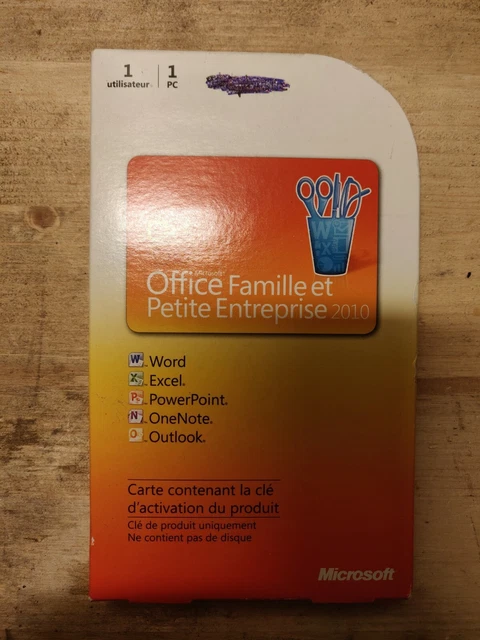 1 utilisateur
1 PC
Microsoft
Office Famille et
Petite Entreprise 2010
Word
Excel
PowerPoint
OneNote
Outlook
Carte contenant la clé
d'activation du produit
Clé de produit uniquement
Ne contient pas de disque
Microsoft